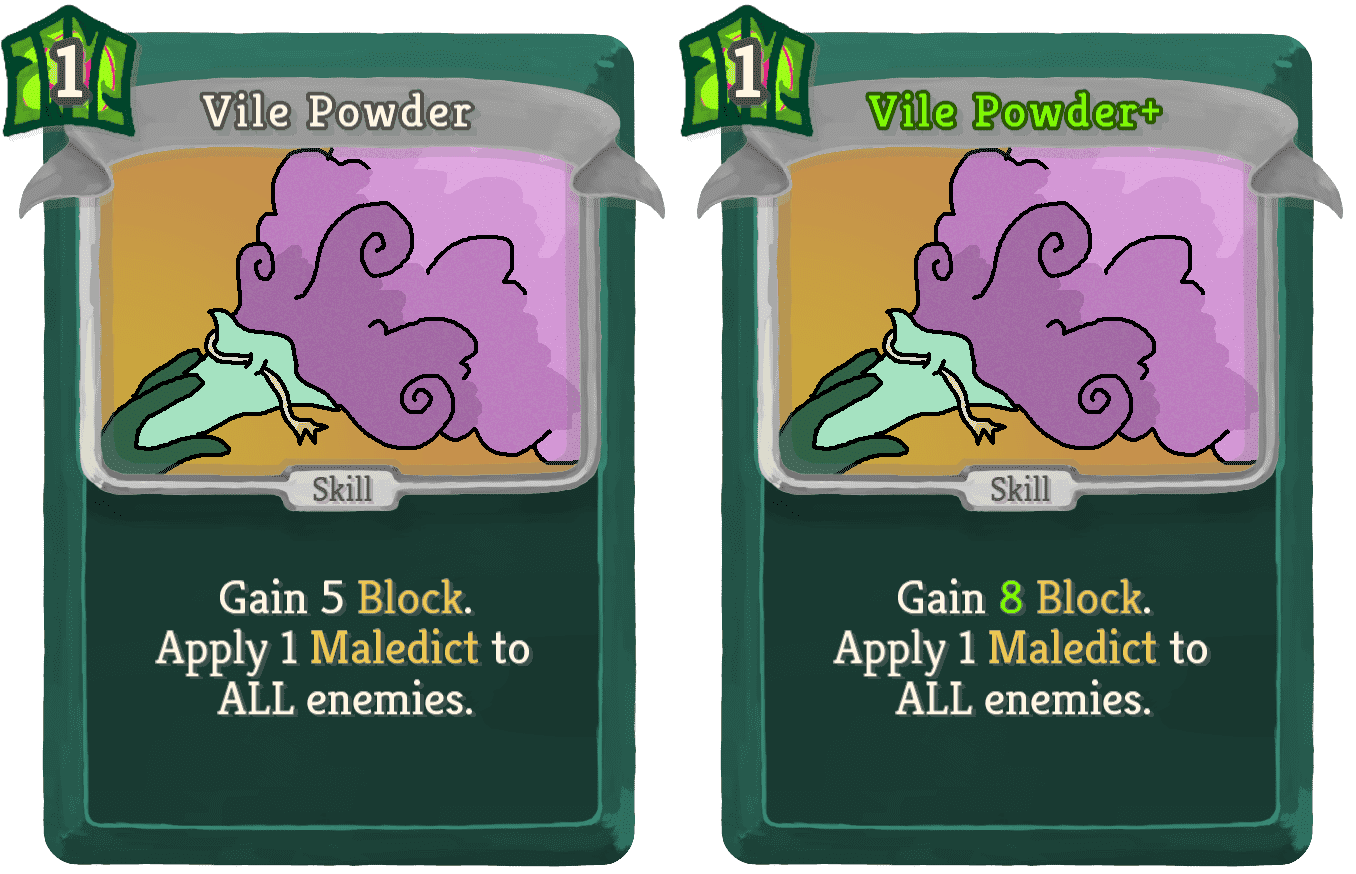 1
Vile Powder
Skill
Gain 5 Block.
Apply 1 Maledict to
ALL enemies.
1
Vile Powder+
Skill
Gain 8 Block.
Apply 1 Maledict to
ALL enemies.